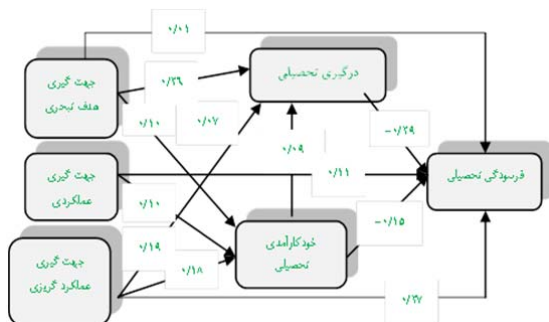 ۰/۰۱
جهت گیری
هدف تبحری
۰/۲۶
درگیری تحصیلی
۰/۱۰
۰/۰۷
-۰/۲۹
۰/۰۹
۰/۱۱
جهت گیری
عملکردی
فرسودگی تحصیلی
۰/۱۰
خودکارآمدی
تحصیلی
-۰/۱۵
۰/۱۹
۰/۱۸
جهت گیری
عملکرد گریزی
۰/۲۷